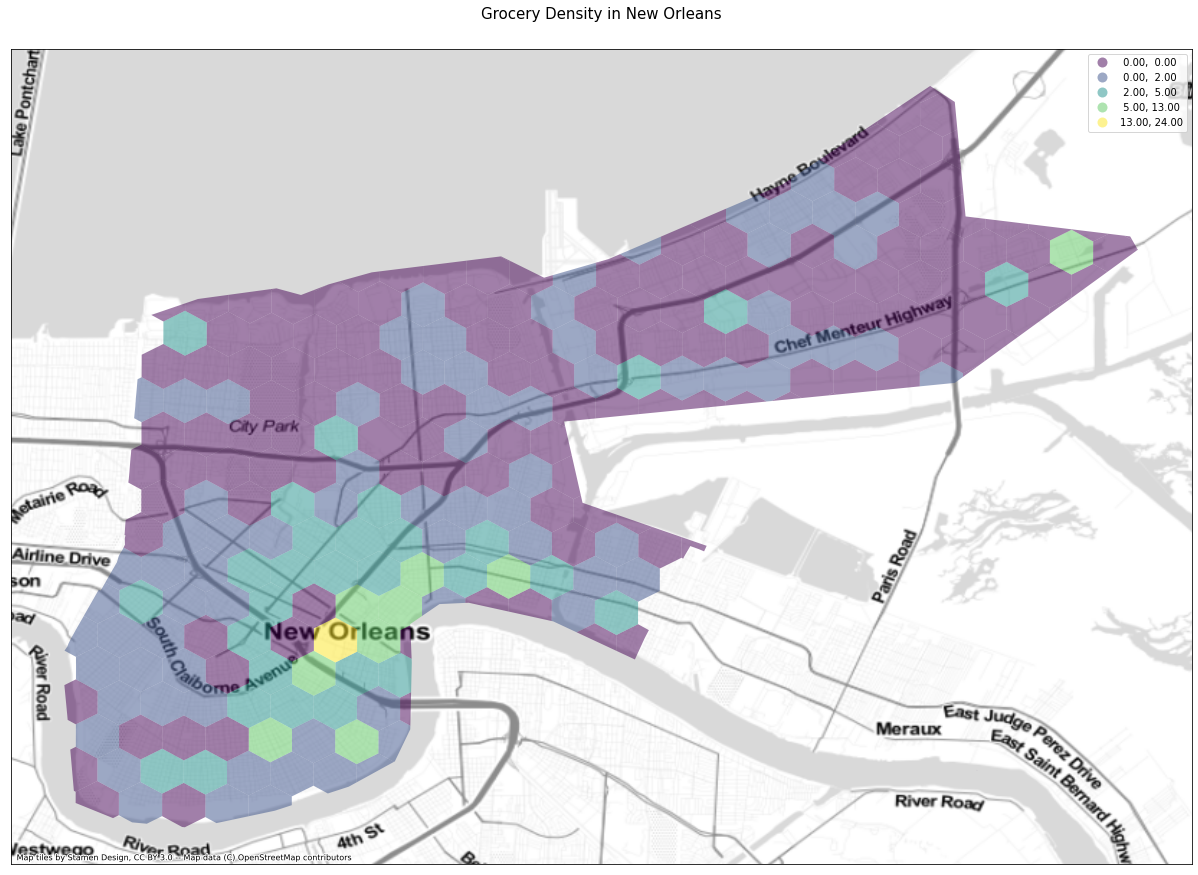 Grocery Density in New Orleans
Lake Pontchart
0.00, 0.00
0.00, 2.00
2.00, 5.00
5.00, 13.00
13.00, 24.00
Hayne Boulevard
Chef Menteur Highway
City Park
Metairie Road
Airline Drive
son
oad
New Orleans
South Claiborne Avenue
River Road
Paris Road
Meraux
East Judge Perez Drive
East Saint Bernard Highw
River Road
4th St
River Road
Westwego
Map tiles by Stamen Design, CC BY 3.0 -- Map data (C) OpenStreetMap contributors